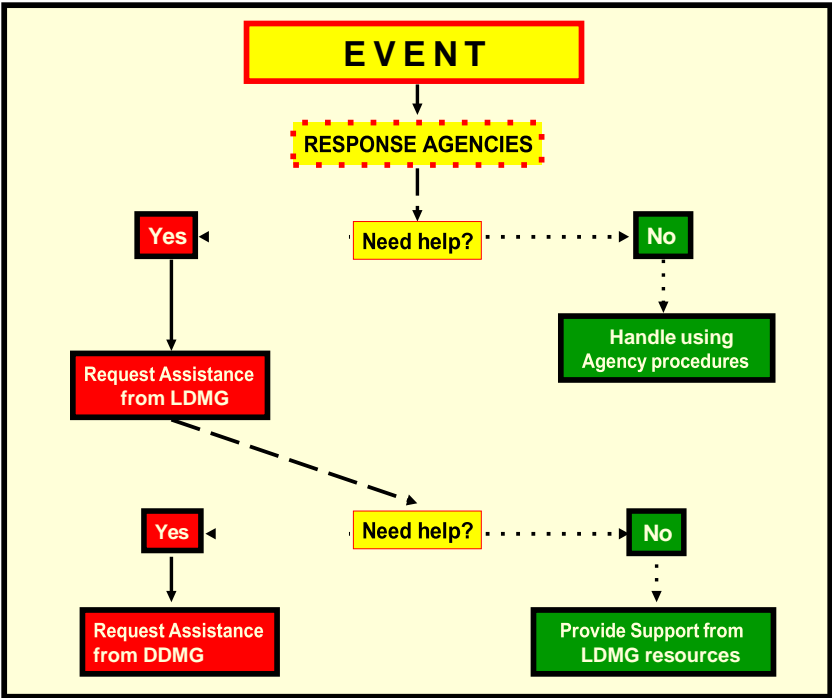 EVENT
RESPONSE AGENCIES
Yes
Need help?
No
Handle using
Agency procedures
Request Assistance
from LDMG
Yes
Need help?
No
Request Assistance
from DDMG
Provide Support from
LDMG resources